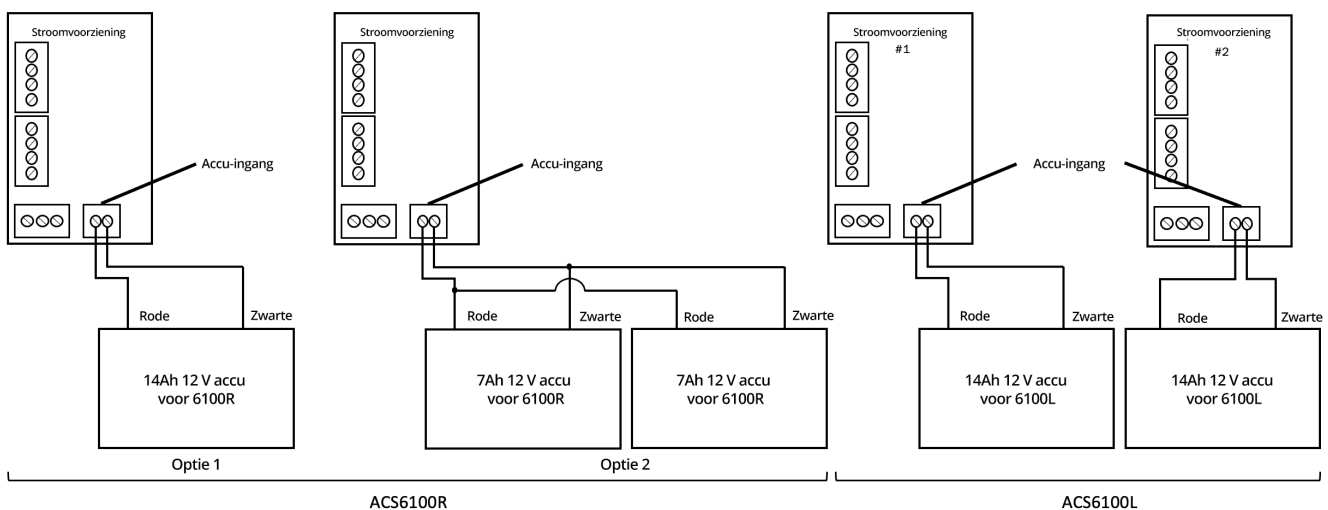 Stroomvoorziening
Accu-ingang
Rode
Zwarte
14Ah 12 V accu
voor 6100R
Optie 1
Stroomvoorziening
Accu-ingang
Rode
Zwarte
Rode
Zwarte
7Ah 12 V accu
voor 6100R
7Ah 12 V accu
voor 6100R
Optie 2
ACS6100R
Stroomvoorziening
#1
Stroomvoorziening
#2
Accu-ingang
Rode
Zwarte
Rode
Zwarte
14Ah 12 V accu
voor 6100L
14Ah 12 V accu
voor 6100L
ACS6100L